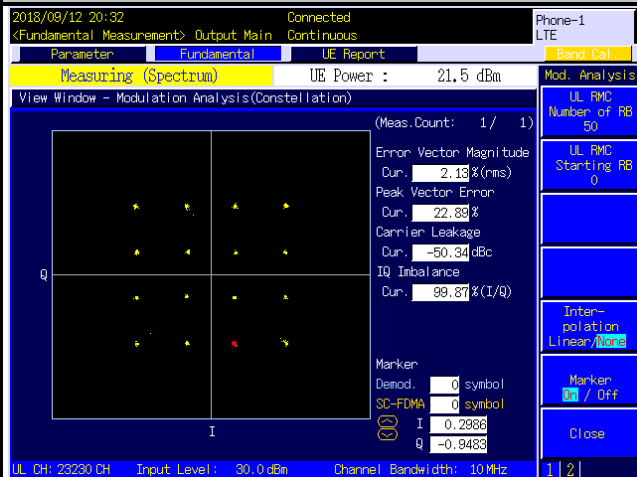 2018/09/12 20:32 Connected Phone-1
<Fundamental Measurement> Output Main Continuous LTE
Parameter Fundamental UE Report Band Cal
Measuring (Spectrum) UE Power : 21.5 dBm Mod. Analysis
View Window - Modulation Analysis(Constellation)
(Meas.Count: 1/ 1)
Error Vector Magnitude
Cur. 2.13 %(rms)
Peak Vector Error
Cur. 22.89 %
Carrier Leakage
Cur. -50.34 dBc
IQ Imbalance
Cur. 99.87 %(I/Q)
Q
I
Marker
Demod. 0 symbol
SC-FDMA 0 symbol
I 0.2986
Q -0.9483
UL RMC
Number of RB
50
UL RMC
Starting RB
0
Inter-
polation
Linear/None
Marker
On / Off
Close
UL CH: 23230 CH Input Level: 30.0 dBm Channel Bandwidth: 10 MHz 1 2